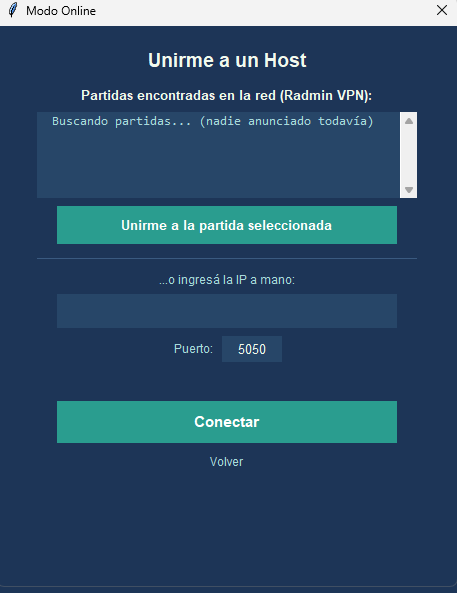 Modo Online
Unirme a un Host
Partidas encontradas en la red (Radmin VPN):
Buscando partidas... (nadie anunciado todavía)
Unirme a la partida seleccionada
...o ingresá la IP a mano:
Puerto: 5050
Conectar
Volver